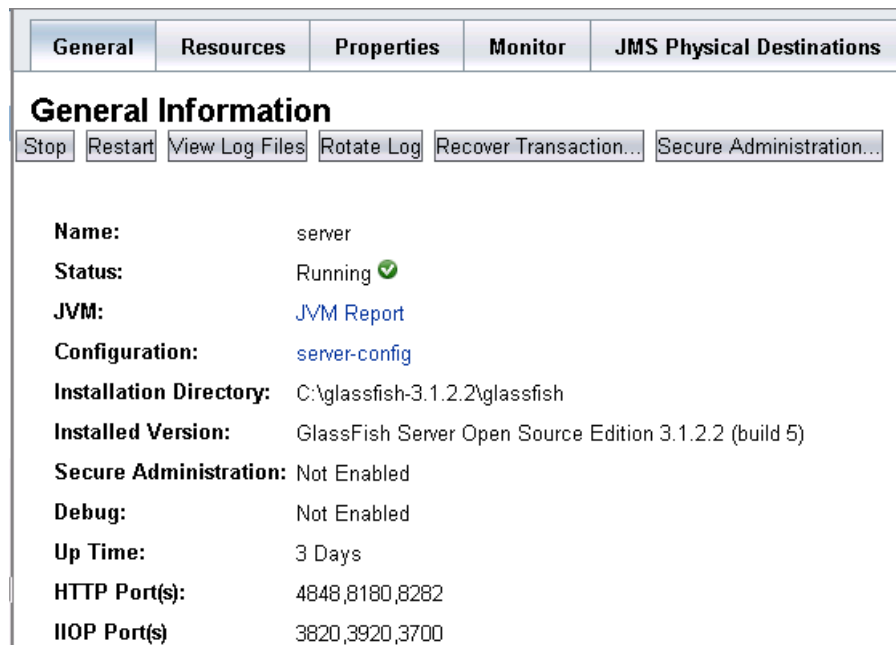 General Resources Properties Monitor JMS Physical Destinations
General Information
Stop Restart View Log Files Rotate Log Recover Transaction... Secure Administration...
Name: server
Status: Running
JVM: JVM Report
Configuration: server-config
Installation Directory: C:\glassfish-3.1.2.2\glassfish
Installed Version: GlassFish Server Open Source Edition 3.1.2.2 (build 5)
Secure Administration: Not Enabled
Debug: Not Enabled
Up Time: 3 Days
HTTP Port(s): 4848,8180,8282
IIOP Port(s) 3820,3920,3700